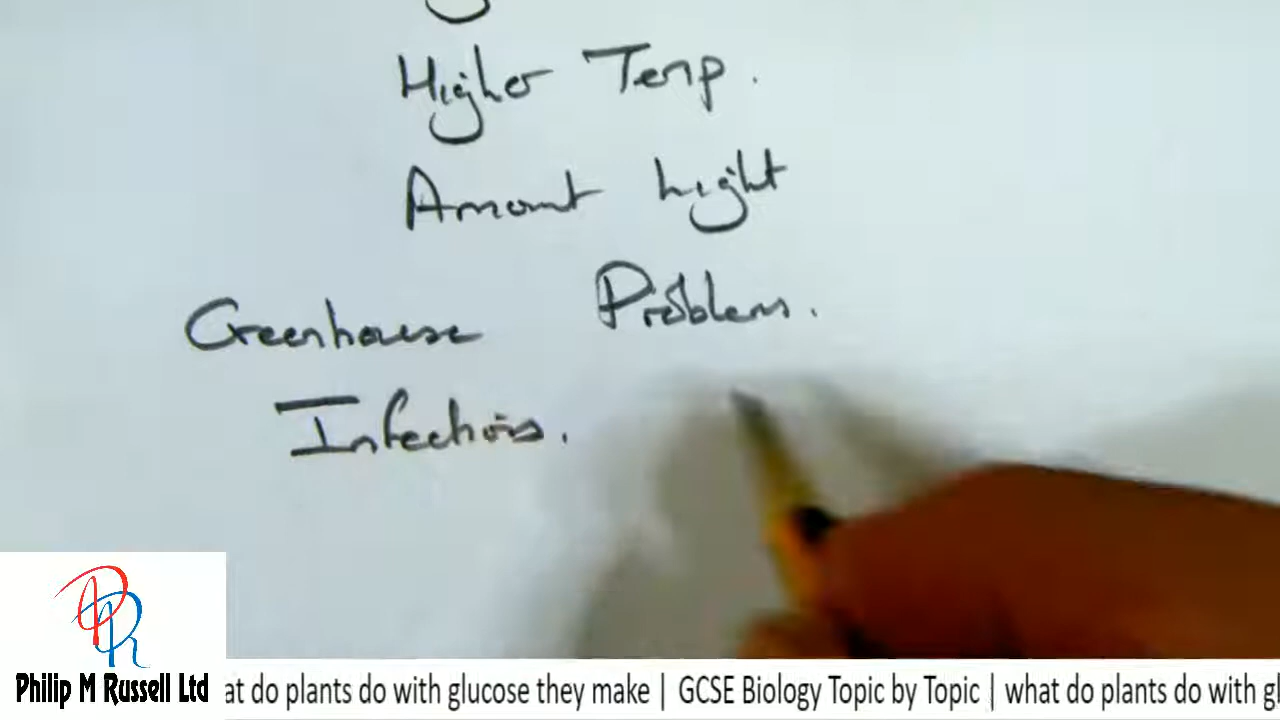 Higher Temp.
Amount Light
Greenhouse Problems.
Infections.
Philip M Russell Ltd
at do plants do with glucose they make | GCSE Biology Topic by Topic | what do plants do with gl